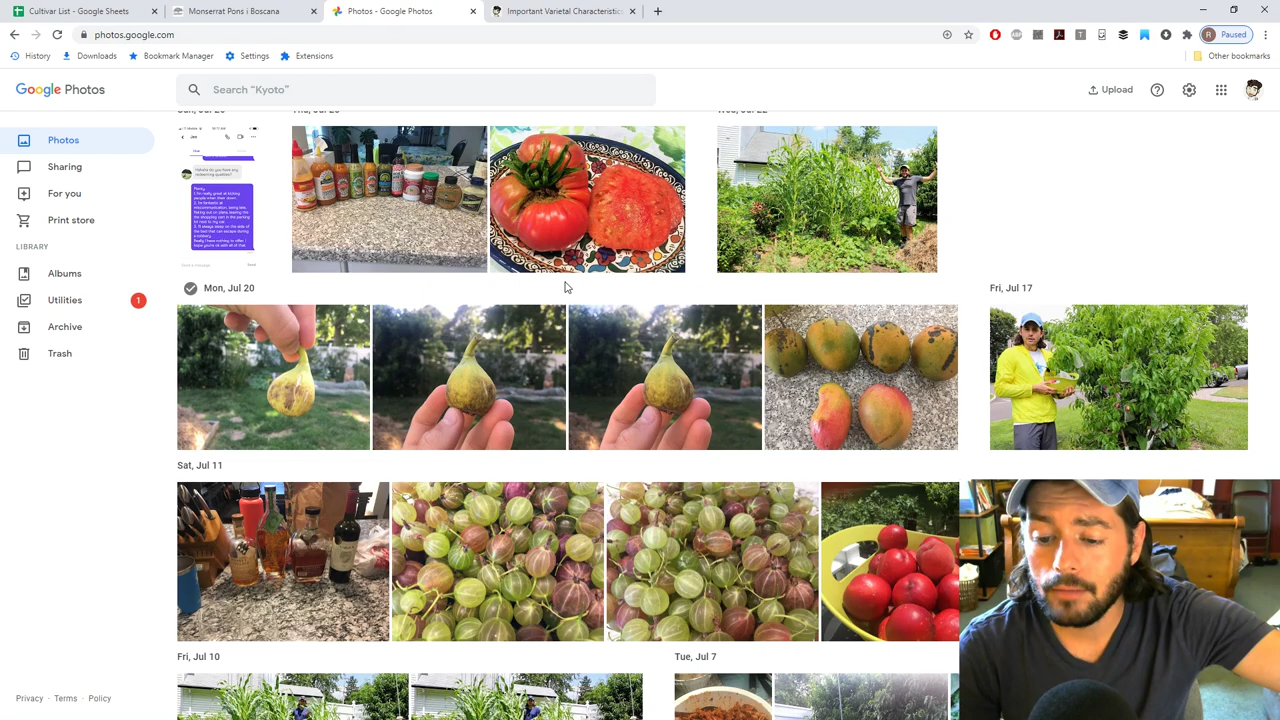 Cultivar List - Google Sheets
Monserrat Pons i Boscana
Photos - Google Photos
Important Varietal Characteristics
photos.google.com
Paused
History
Downloads
Bookmark Manager
Settings
Extensions
Other bookmarks
Google Photos
Search “Kyoto”
Upload
Photos
Sharing
For you
Print store
LIBRARY
Albums
Utilities
1
Archive
Trash
Mon, Jul 20
Fri, Jul 17
Sat, Jul 11
Fri, Jul 10
Tue, Jul 7
Privacy · Terms · Policy